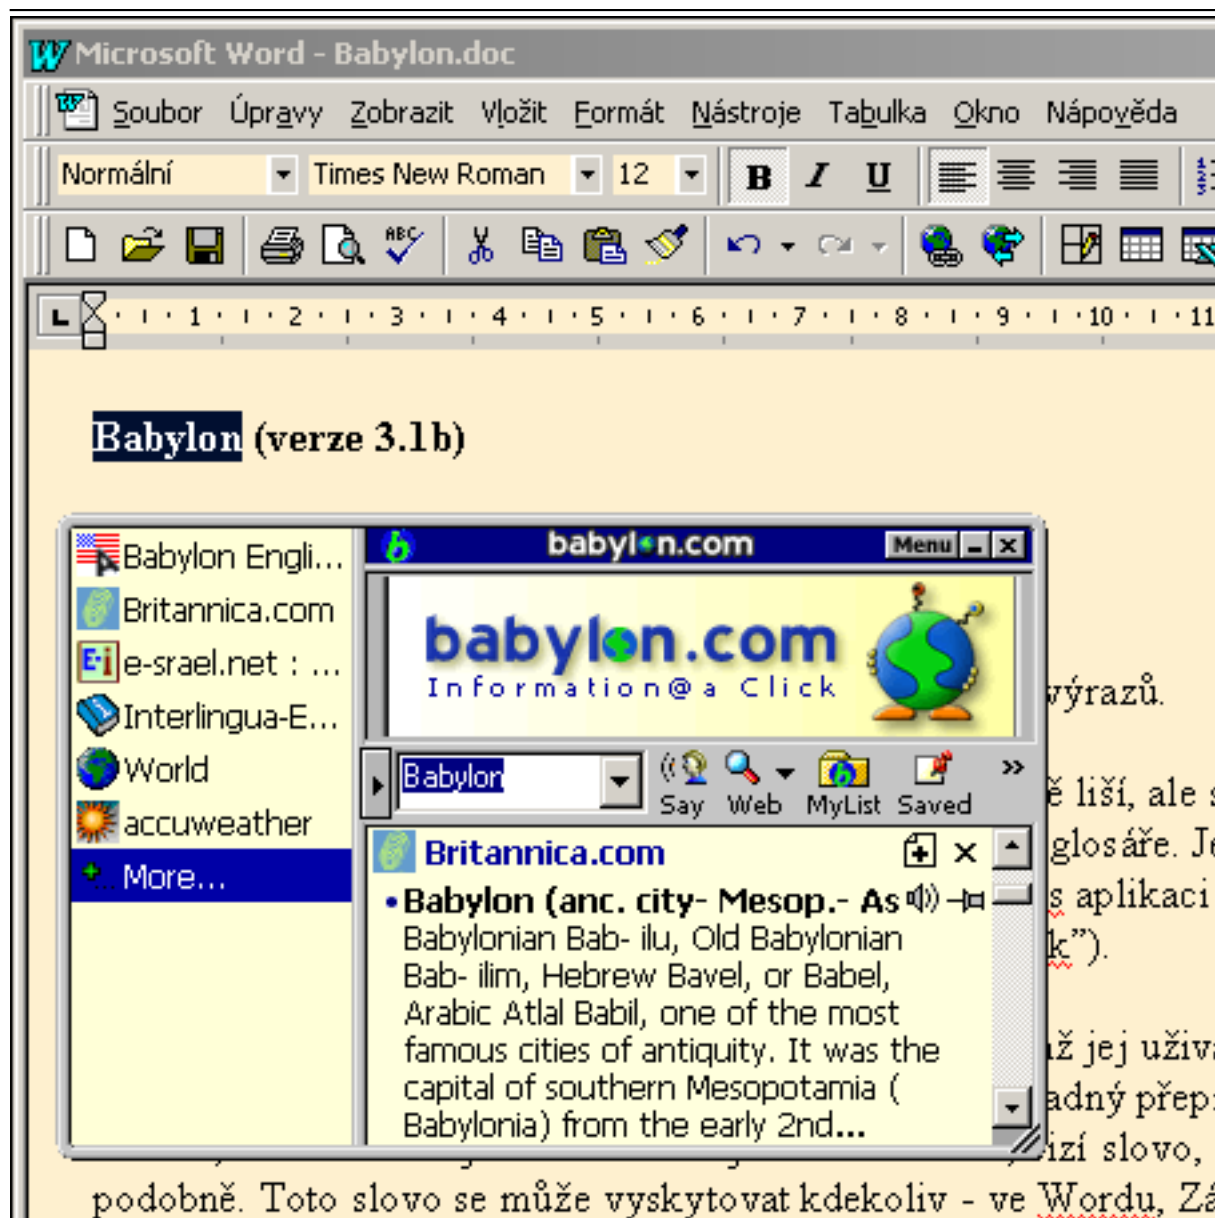 Microsoft Word - Babylon.doc
Soubor Úpravy Zobrazit Vložit Formát Nástroje Tabulka Okno Nápověda
Normální Times New Roman 12 B I U
ABC
1 2 3 4 5 6 7 8 9 10 11
Babylon (verze 3.1b)
Babylon Engli...
Britannica.com
e-srael.net : ...
Interlingua-E...
World
accuweather
More...
babylon.com Menu
babylon.com
Information@a Click
Babylon
Say Web MyList Saved
Britannica.com
Babylon (anc. city- Mesop.- As
Babylonian Bab- ilu, Old Babylonian
Bab- ilim, Hebrew Bavel, or Babel,
Arabic Atlal Babil, one of the most
famous cities of antiquity. It was the
capital of southern Mesopotamia (
Babylonia) from the early 2nd...
výrazů.
liší, ale
glosáře.
s aplikaci
k”).
jej
slovo,
podobně. Toto slovo se může vyskytovat kdekoliv - ve Wordu,